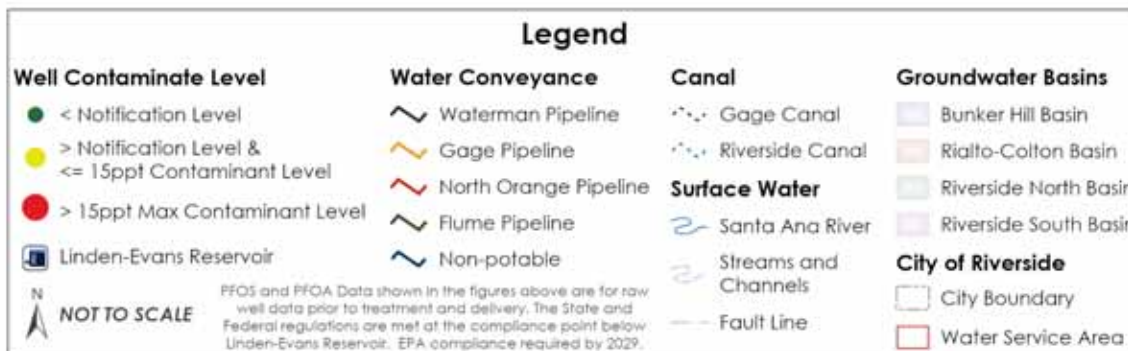 Legend
Well Contaminate Level
< Notification Level
> Notification Level &
<= 15ppt Contaminant Level
> 15ppt Max Contaminant Level
Linden-Evans Reservoir
N
NOT TO SCALE
PFOS and PFOA Data shown in the figures above are for raw
well data prior to treatment and delivery. The State and
Federal regulations are met at the compliance point below
Linden-Evans Reservoir. EPA compliance required by 2029.
Water Conveyance
Waterman Pipeline
Gage Pipeline
North Orange Pipeline
Flume Pipeline
Non-potable
Canal
Gage Canal
Riverside Canal
Surface Water
Santa Ana River
Streams and
Channels
Fault Line
Groundwater Basins
Bunker Hill Basin
Rialto-Colton Basin
Riverside North Basin
Riverside South Basin
City of Riverside
City Boundary
Water Service Area